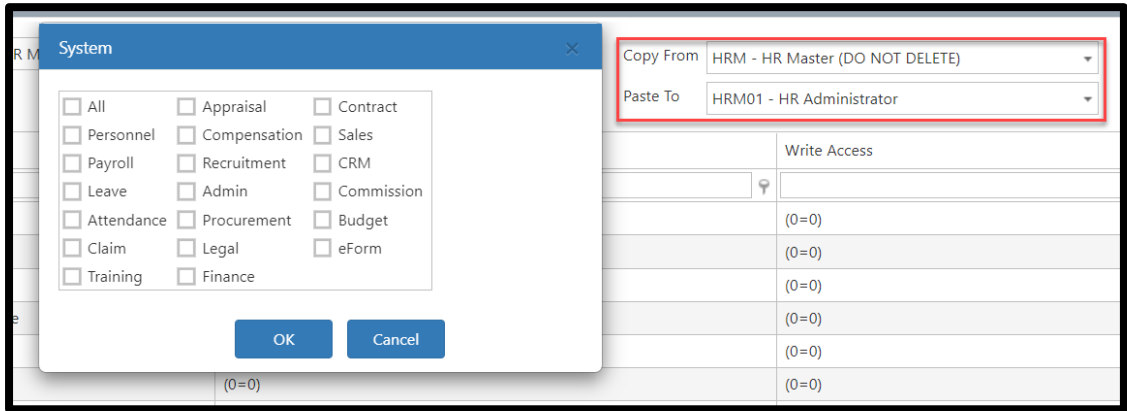 R M
System
×
Copy From HRM - HR Master (DO NOT DELETE)
Paste To HRM01 - HR Administrator
All Appraisal Contract
Personnel Compensation Sales
Payroll Recruitment CRM
Leave Admin Commission
Attendance Procurement Budget
Claim Legal eForm
Training Finance
OK Cancel
Write Access
(0=0)
(0=0)
(0=0)
e (0=0)
(0=0)
(0=0) (0=0)